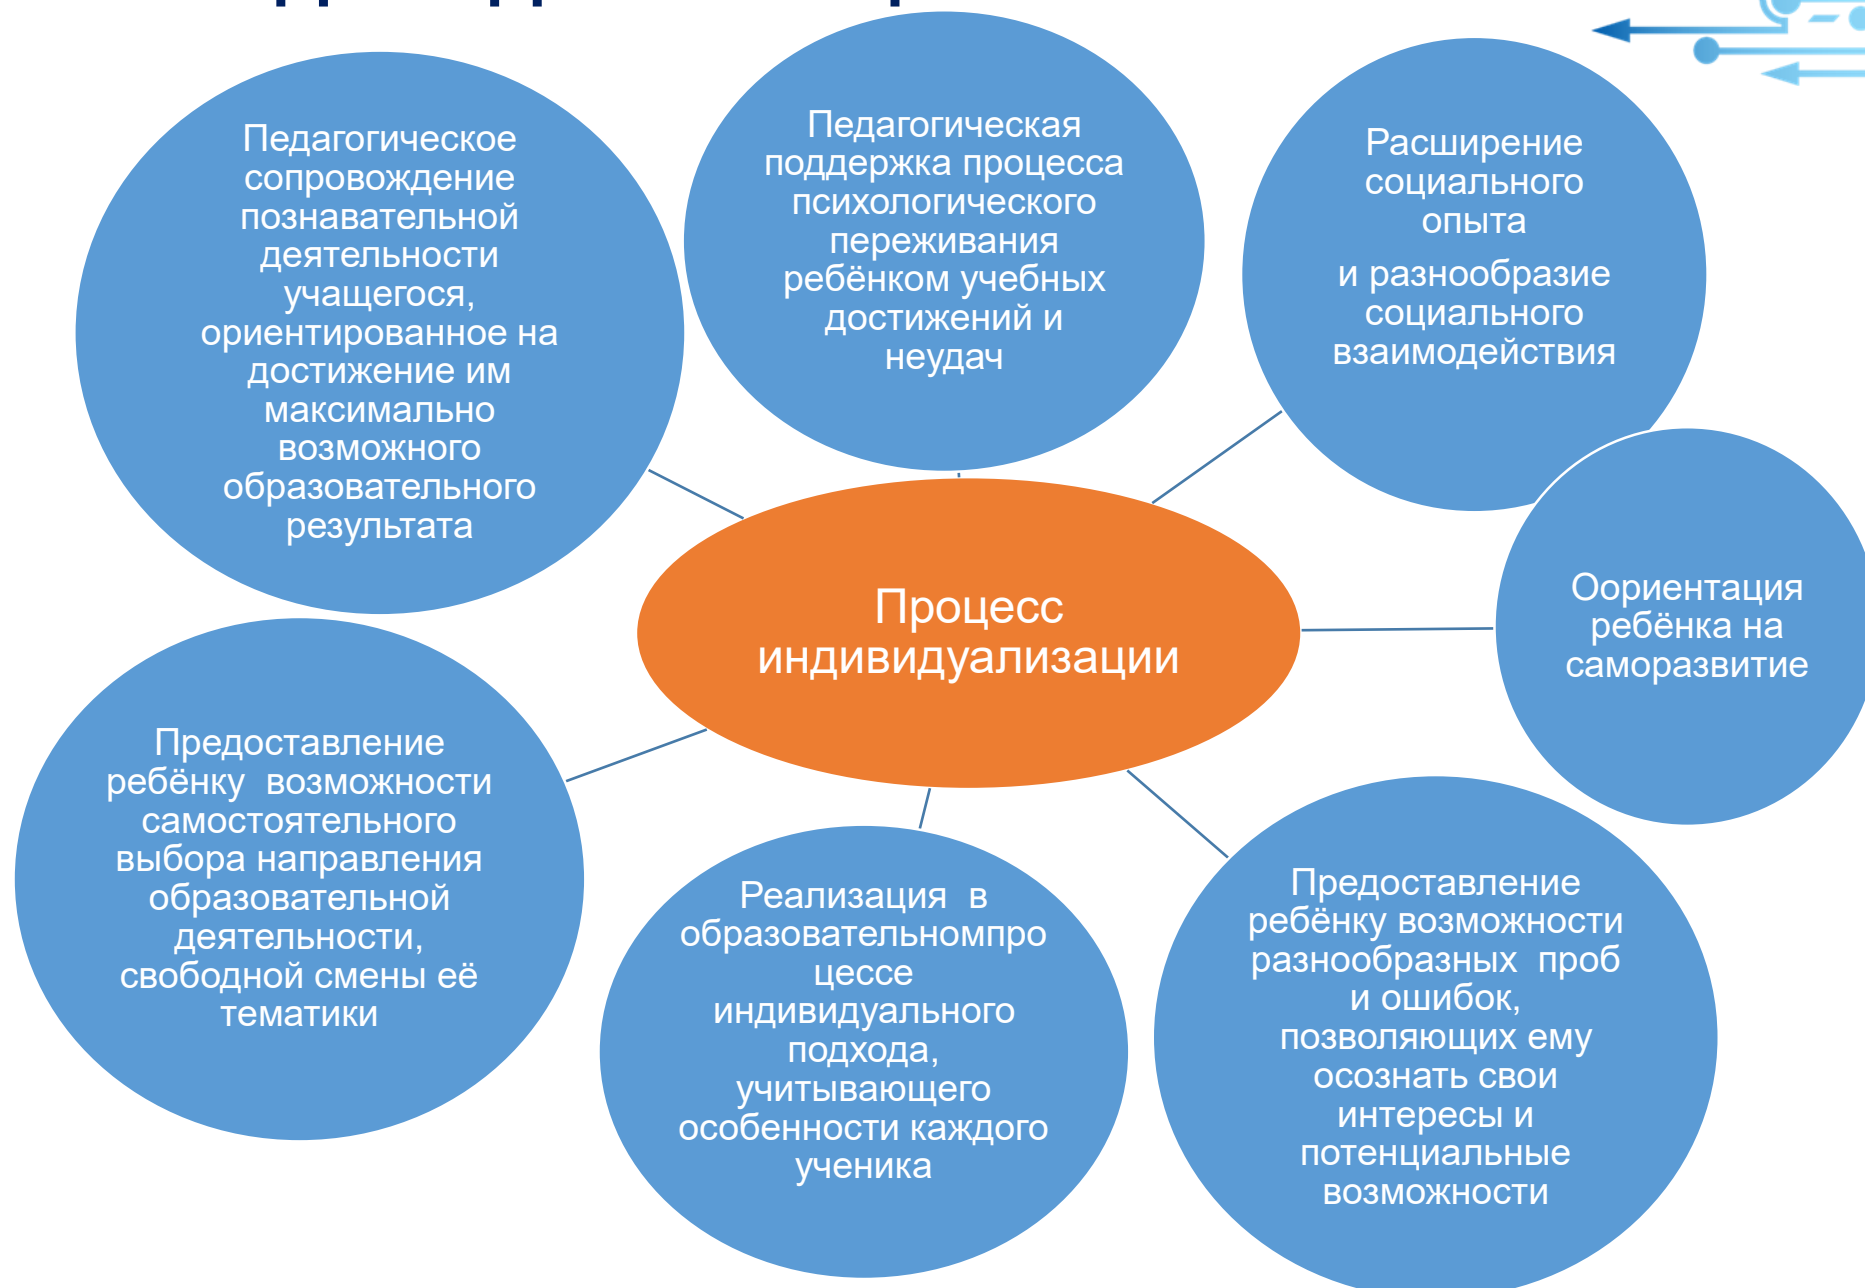 Педагогическое
сопровождение
познавательной
деятельности
учащегося,
ориентированное на
достижение им
максимально
возможного
образовательного
результата
Педагогическая
поддержка процесса
психологического
переживания
ребёнком учебных
достижений и
неудач
Расширение
социального
опыта
и разнообразие
социального
взаимодействия
Оориентация
ребёнка на
саморазвитие
Процесс
индивидуализации
Предоставление
ребёнку  возможности
самостоятельного
выбора направления
образовательной
деятельности,
свободной смены её
тематики
Реализация  в
образовательномпро
цессе
индивидуального
подхода,
учитывающего
особенности каждого
ученика
Предоставление
ребёнку возможности
разнообразных  проб
и ошибок,
позволяющих ему
осознать свои
интересы и
потенциальные
возможности